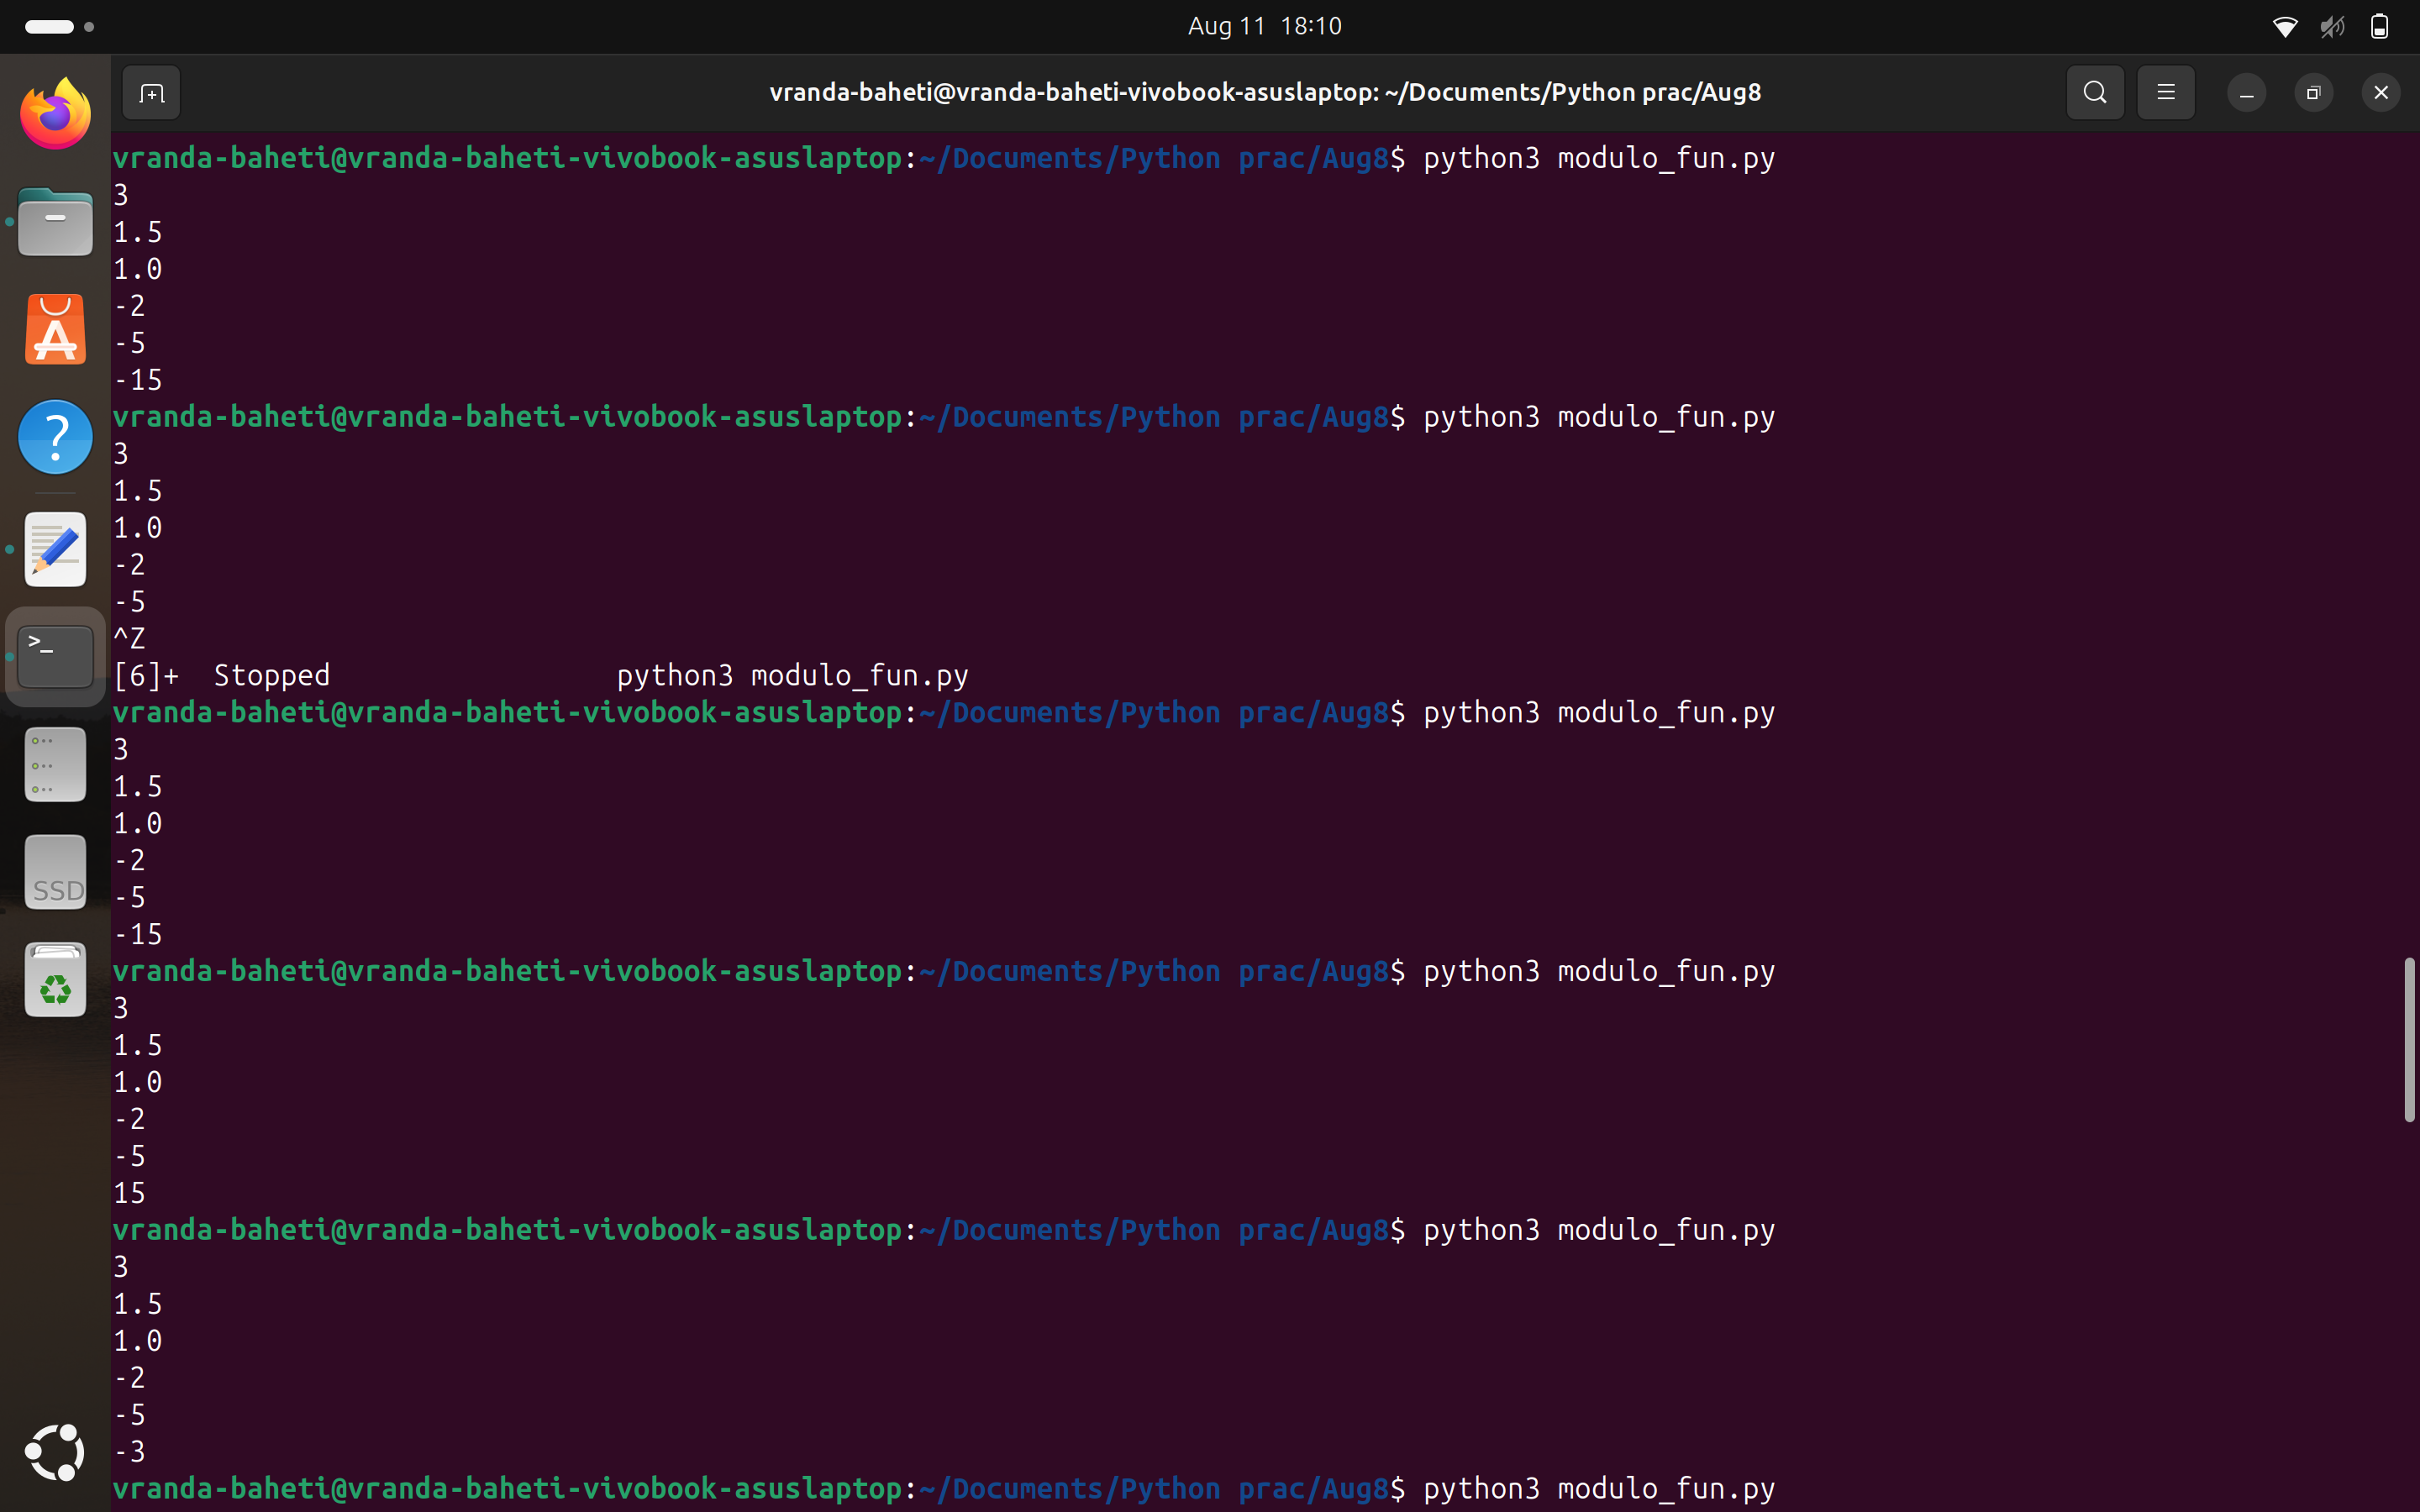 Aug 11 18:10
vranda-baheti@vranda-baheti-vivobook-asuslaptop: ~/Documents/Python prac/Aug8
vranda-baheti@vranda-baheti-vivobook-asuslaptop:~/Documents/Python prac/Aug8$ python3 modulo_fun.py
3
1.5
1.0
-2
-5
-15
vranda-baheti@vranda-baheti-vivobook-asuslaptop:~/Documents/Python prac/Aug8$ python3 modulo_fun.py
3
1.5
1.0
-2
-5
^Z
[6]+  Stopped                 python3 modulo_fun.py
vranda-baheti@vranda-baheti-vivobook-asuslaptop:~/Documents/Python prac/Aug8$ python3 modulo_fun.py
3
1.5
1.0
-2
-5
-15
vranda-baheti@vranda-baheti-vivobook-asuslaptop:~/Documents/Python prac/Aug8$ python3 modulo_fun.py
3
1.5
1.0
-2
-5
15
vranda-baheti@vranda-baheti-vivobook-asuslaptop:~/Documents/Python prac/Aug8$ python3 modulo_fun.py
3
1.5
1.0
-2
-5
-3
vranda-baheti@vranda-baheti-vivobook-asuslaptop:~/Documents/Python prac/Aug8$ python3 modulo_fun.py
SSD